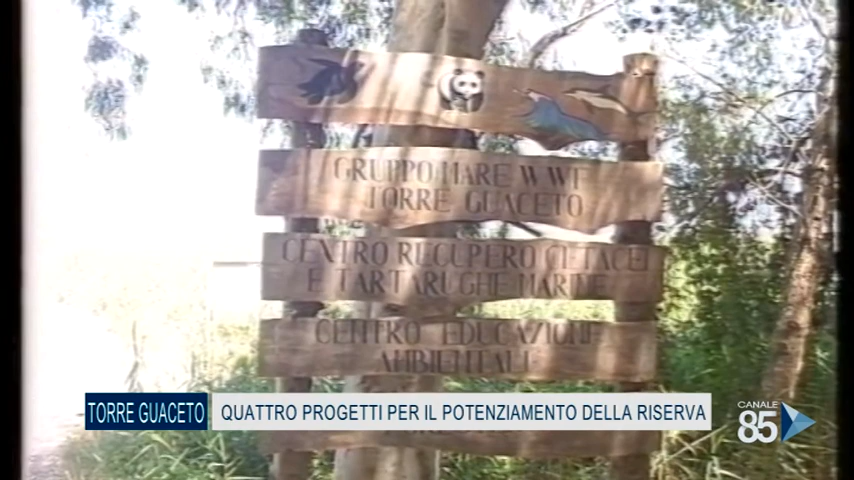 GRUPPO MARE WWF
TORRE GUACETO
CENTRO RECUPERO CETACEI
E TARTARUGHE MARINE
CENTRO EDUCAZIONE
AMBIENTALE
TORRE GUACETO
QUATTRO PROGETTI PER IL POTENZIAMENTO DELLA RISERVA
CANALE
85